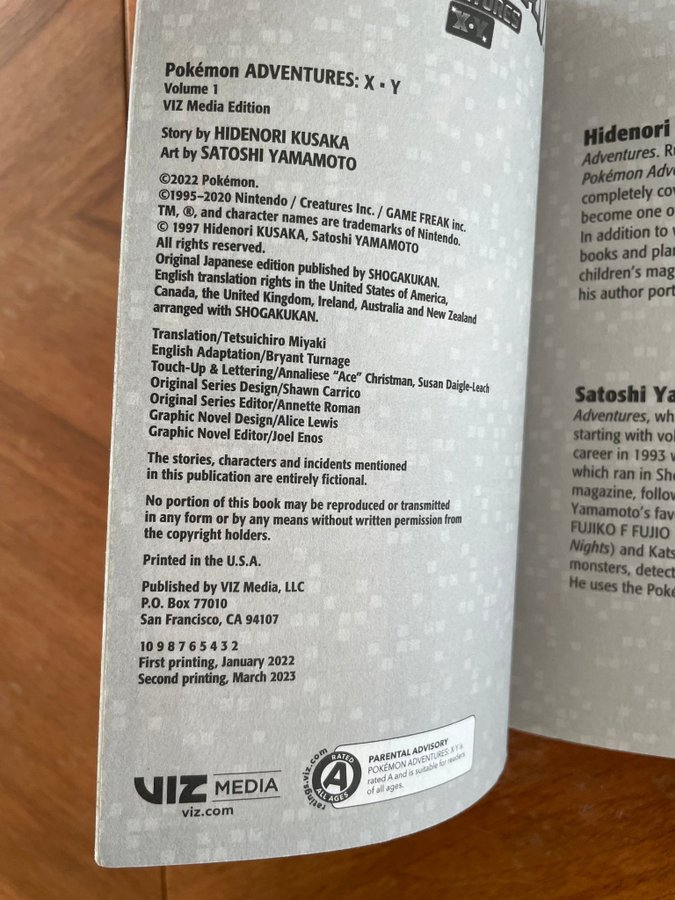 X·Y
Pokémon ADVENTURES: X • Y
Volume 1
VIZ Media Edition
Story by HIDENORI KUSAKA
Art by SATOSHI YAMAMOTO
©2022 Pokémon.
©1995–2020 Nintendo / Creatures Inc. / GAME FREAK inc.
TM, ®, and character names are trademarks of Nintendo.
© 1997 Hidenori KUSAKA, Satoshi YAMAMOTO
All rights reserved.
Original Japanese edition published by SHOGAKUKAN.
English translation rights in the United States of America,
Canada, the United Kingdom, Ireland, Australia and New Zealand
arranged with SHOGAKUKAN.
Translation/Tetsuichiro Miyaki
English Adaptation/Bryant Turnage
Touch-Up & Lettering/Annaliese “Ace” Christman, Susan Daigle-Leach
Original Series Design/Shawn Carrico
Original Series Editor/Annette Roman
Graphic Novel Design/Alice Lewis
Graphic Novel Editor/Joel Enos
The stories, characters and incidents mentioned
in this publication are entirely fictional.
No portion of this book may be reproduced or transmitted
in any form or by any means without written permission from
the copyright holders.
Printed in the U.S.A.
Published by VIZ Media, LLC
P.O. Box 77010
San Francisco, CA 94107
10 9 8 7 6 5 4 3 2
First printing, January 2022
Second printing, March 2023
VIZ MEDIA
viz.com
ratings.viz.com
RATED
A
ALL AGES
PARENTAL ADVISORY
POKÉMON ADVENTURES: X•Y is
rated A and is suitable for readers
of all ages.
Hidenori
Adventures. R
Pokémon Adv
completely co
become one o
In addition to
books and plan
children's mag
his author port
Satoshi Ya
Adventures, wh
starting with vol
career in 1993 w
which ran in Sho
magazine, follow
Yamamoto's fav
FUJIKO F FUJIO
Nights) and Kats
monsters, detect
He uses the Poké